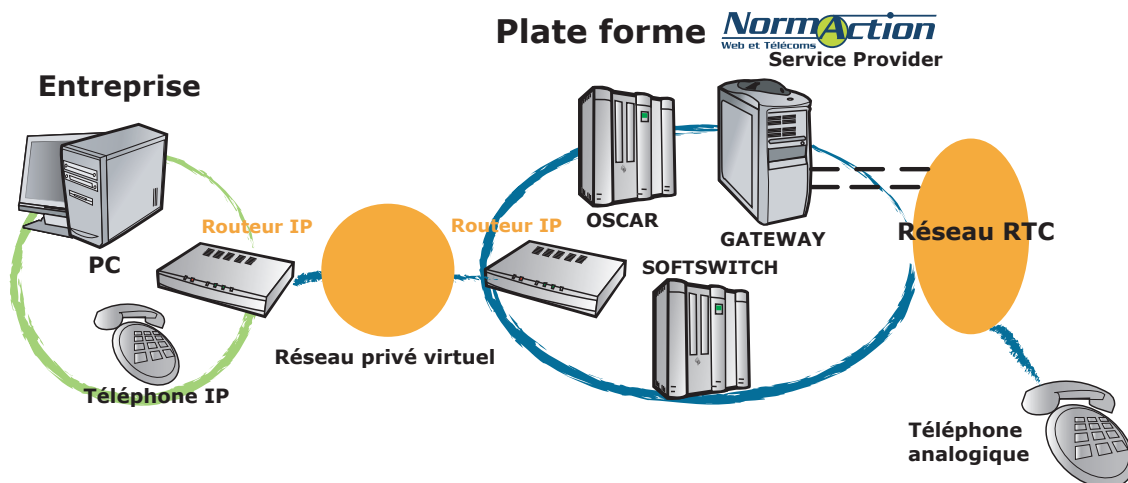 Plate forme
NormAction
Web et Télécoms
Service Provider
Entreprise
Routeur IP
PC
Téléphone IP
Réseau privé virtuel
Routeur IP
OSCAR
GATEWAY
SOFTSWITCH
Réseau RTC
Téléphone
analogique